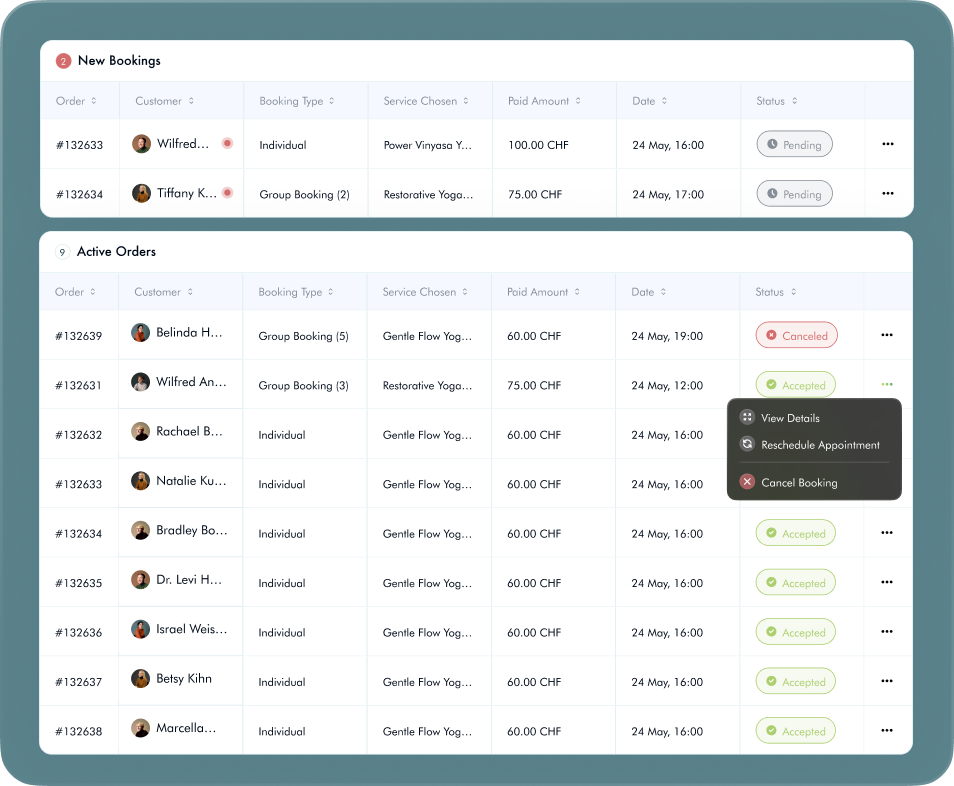 2 New Bookings
Order Customer Booking Type Service Chosen Paid Amount Date Status
#132633 Wilfred... Individual Power Vinyasa Y... 100.00 CHF 24 May, 16:00 Pending
#132634 Tiffany K... Group Booking (2) Restorative Yoga... 75.00 CHF 24 May, 17:00 Pending
9 Active Orders
Order Customer Booking Type Service Chosen Paid Amount Date Status
#132639 Belinda H... Group Booking (5) Gentle Flow Yog... 60.00 CHF 24 May, 19:00 Canceled
#132631 Wilfred An... Group Booking (3) Restorative Yoga... 75.00 CHF 24 May, 12:00 Accepted
View Details
#132632 Rachael B... Individual Gentle Flow Yog... 60.00 CHF 24 May, 16:00
Reschedule Appointment
#132633 Natalie Ku... Individual Gentle Flow Yog... 60.00 CHF 24 May, 16:00
Cancel Booking
#132634 Bradley Bo... Individual Gentle Flow Yog... 60.00 CHF 24 May, 16:00 Accepted
#132635 Dr. Levi H... Individual Gentle Flow Yog... 60.00 CHF 24 May, 16:00 Accepted
#132636 Israel Weis... Individual Gentle Flow Yog... 60.00 CHF 24 May, 16:00 Accepted
#132637 Betsy Kihn Individual Gentle Flow Yog... 60.00 CHF 24 May, 16:00 Accepted
#132638 Marcella... Individual Gentle Flow Yog... 60.00 CHF 24 May, 16:00 Accepted